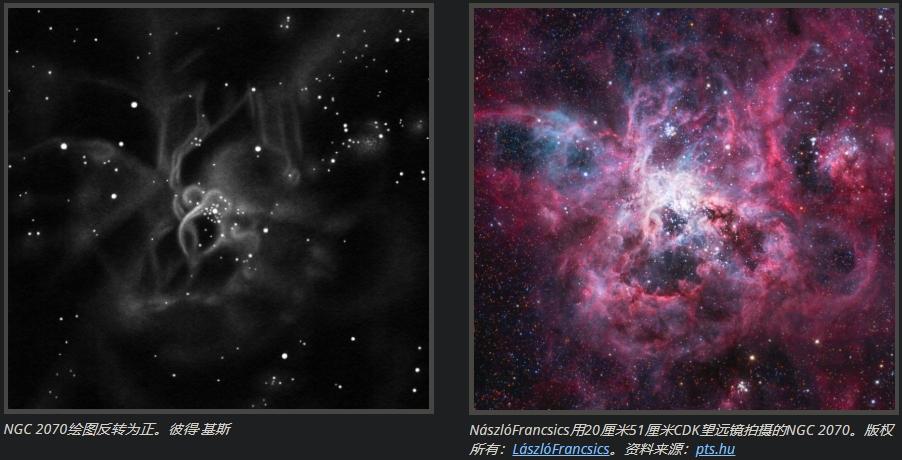 NGC 2070绘图反转为正。彼得·基斯
NászlóFrancsics用20厘米51厘米CDK望远镜拍摄的NGC 2070。版权
所有：LászlóFrancsics。资料来源：pts.hu